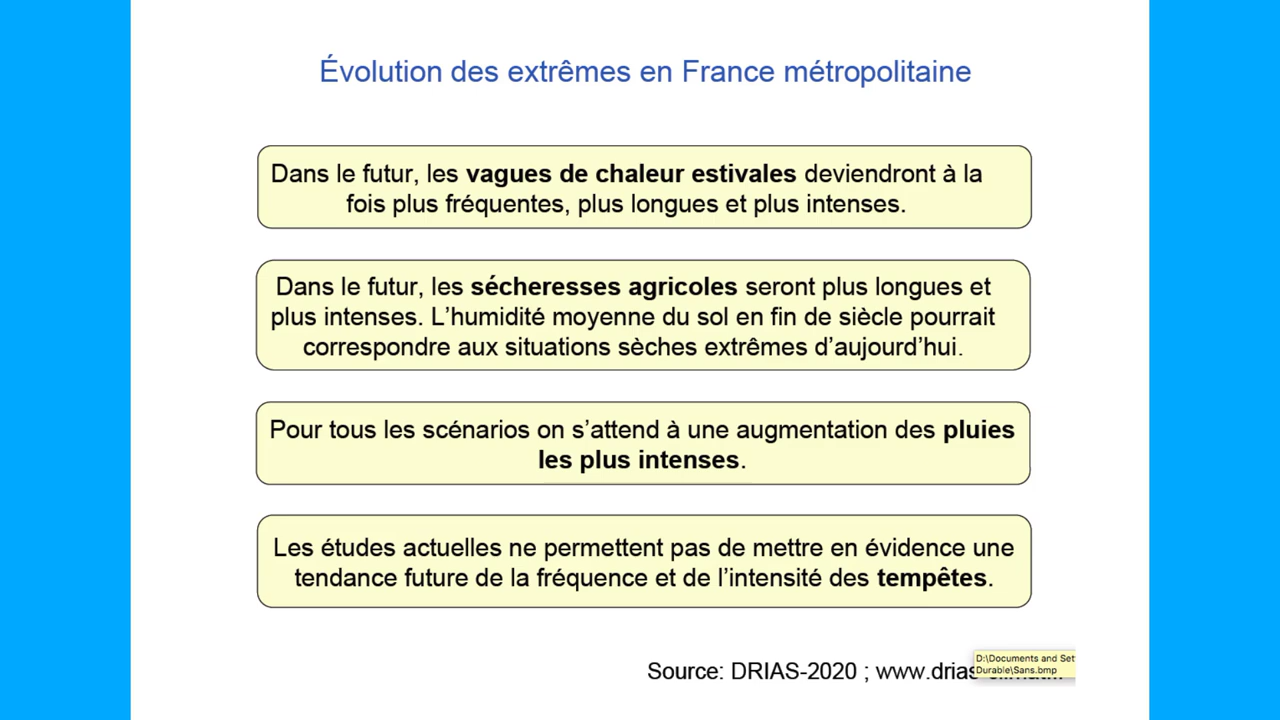 Évolution des extrêmes en France métropolitaine
Dans le futur, les vagues de chaleur estivales deviendront à la
fois plus fréquentes, plus longues et plus intenses.
Dans le futur, les sécheresses agricoles seront plus longues et
plus intenses. L’humidité moyenne du sol en fin de siècle pourrait
correspondre aux situations sèches extrêmes d’aujourd’hui.
Pour tous les scénarios on s’attend à une augmentation des pluies
les plus intenses.
Les études actuelles ne permettent pas de mettre en évidence une
tendance future de la fréquence et de l’intensité des tempêtes.
Source: DRIAS-2020 ; www.drias
D:\Documents and Set
Durable\Sans.bmp